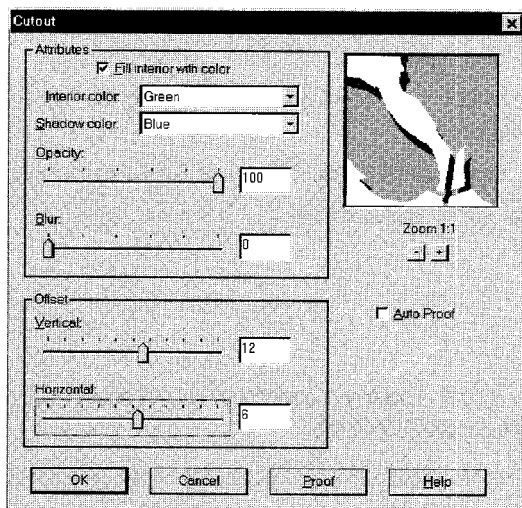 Cutout
Attributes
Fill interior with color
Interior color: Green
Shadow color: Blue
Opacity:
100
Blur:
0
Zoom 1:1
- +
Offset
Vertical:
12
Auto Proof
Horizontal:
6
OK Cancel Proof Help